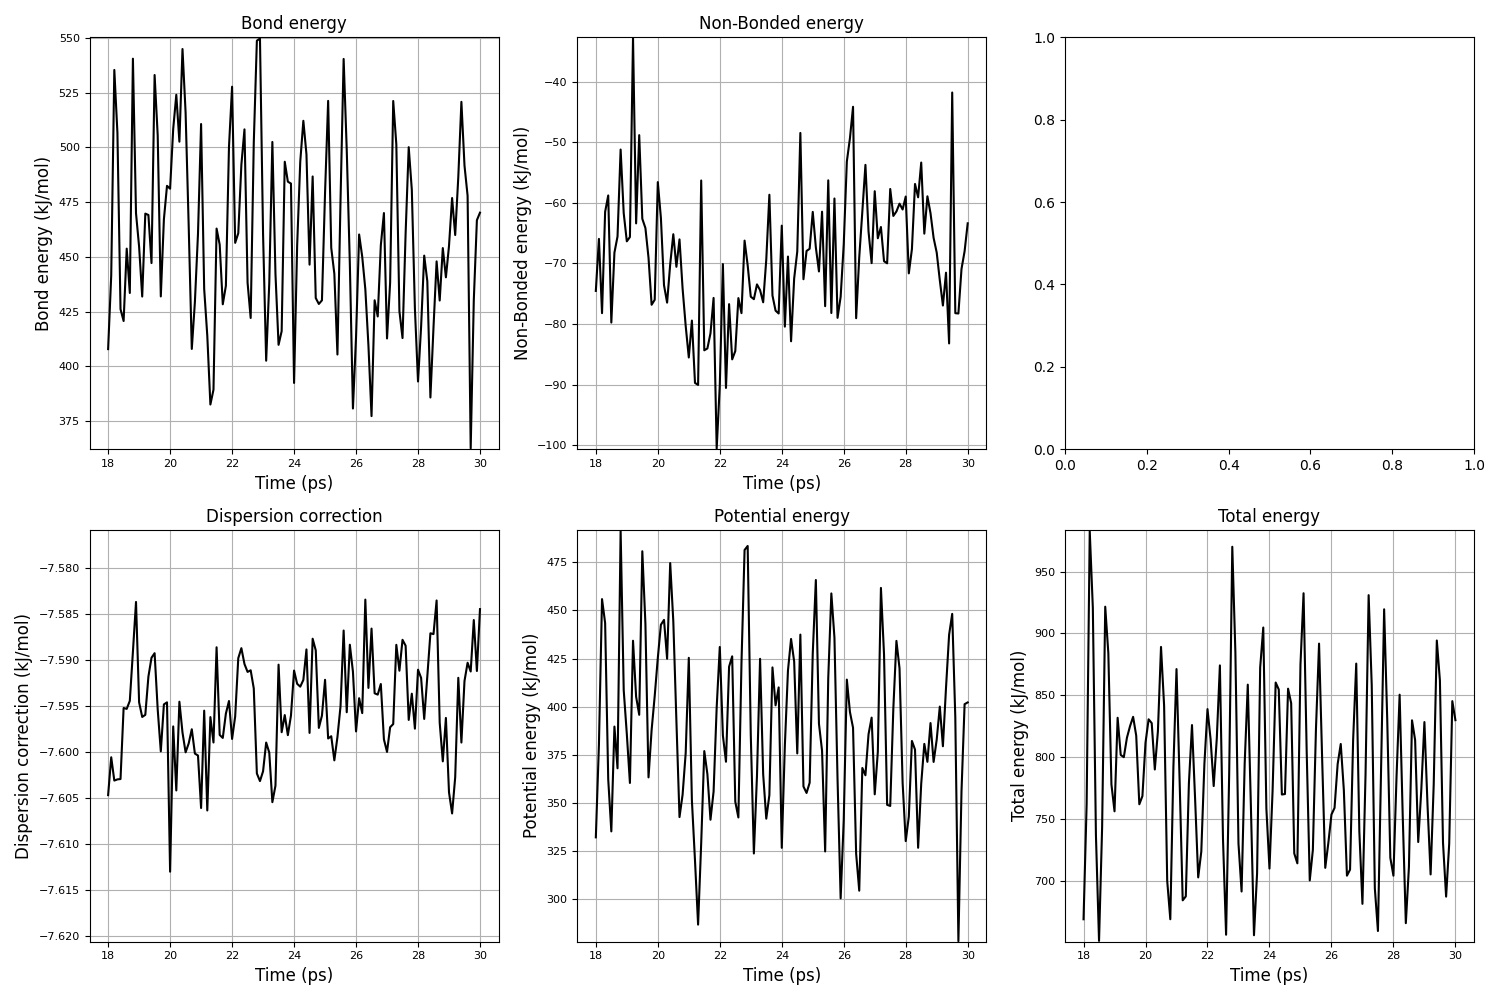 Bond energy
Bond energy (kJ/mol)
550
525
500
475
450
425
400
375
18 20 22 24 26 28 30
Time (ps)
Non-Bonded energy
Non-Bonded energy (kJ/mol)
−40
−50
−60
−70
−80
−90
−100
18 20 22 24 26 28 30
Time (ps)
1.0
0.8
0.6
0.4
0.2
0.0
0.0 0.2 0.4 0.6 0.8 1.0
Dispersion correction
Dispersion correction (kJ/mol)
−7.580
−7.585
−7.590
−7.595
−7.600
−7.605
−7.610
−7.615
−7.620
18 20 22 24 26 28 30
Time (ps)
Potential energy
Potential energy (kJ/mol)
475
450
425
400
375
350
325
300
18 20 22 24 26 28 30
Time (ps)
Total energy
Total energy (kJ/mol)
950
900
850
800
750
700
18 20 22 24 26 28 30
Time (ps)